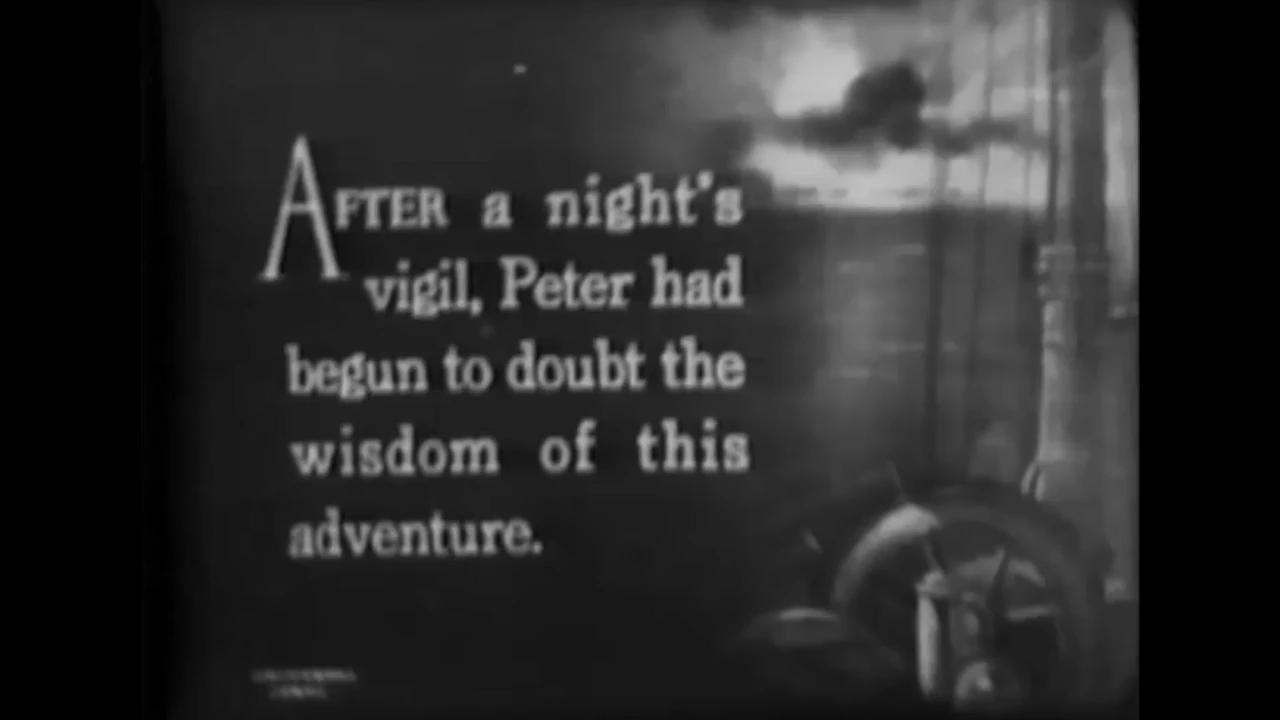 AFTER a night's
vigil, Peter had
begun to doubt the
wisdom of this
adventure.